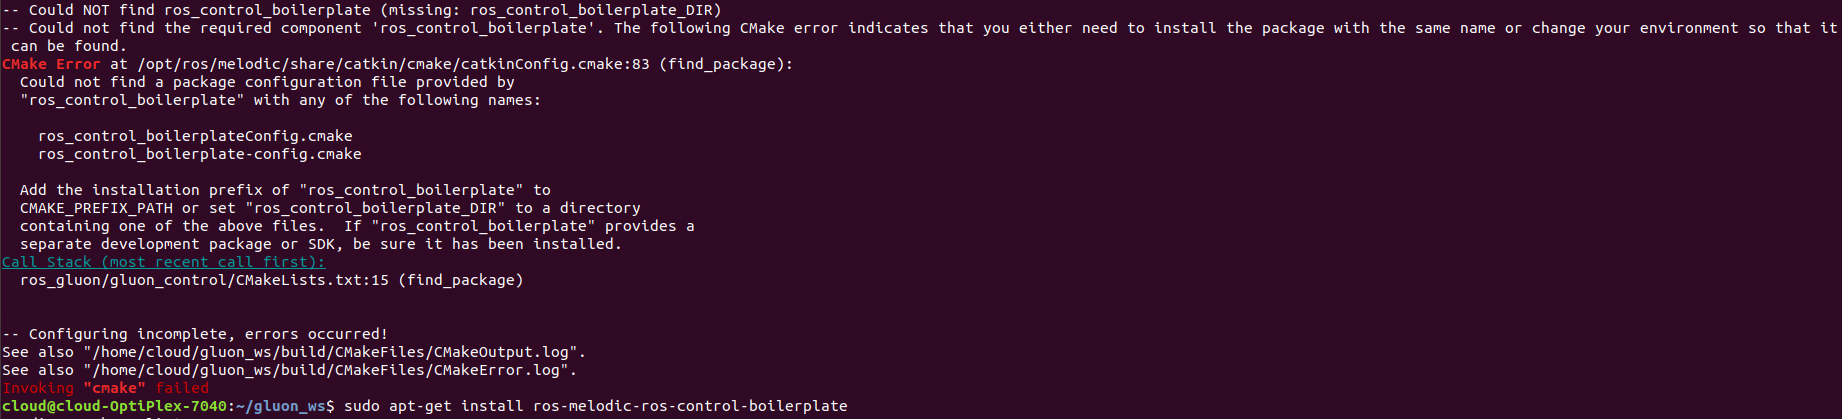 -- Could NOT find ros_control_boilerplate (missing: ros_control_boilerplate_DIR)
-- Could not find the required component 'ros_control_boilerplate'. The following CMake error indicates that you either need to install the package with the same name or change your environment so that it
can be found.
CMake Error at /opt/ros/melodic/share/catkin/cmake/catkinConfig.cmake:83 (find_package):
Could not find a package configuration file provided by
"ros_control_boilerplate" with any of the following names:
ros_control_boilerplateConfig.cmake
ros_control_boilerplate-config.cmake
Add the installation prefix of "ros_control_boilerplate" to
CMAKE_PREFIX_PATH or set "ros_control_boilerplate_DIR" to a directory
containing one of the above files.  If "ros_control_boilerplate" provides a
separate development package or SDK, be sure it has been installed.
Call Stack (most recent call first):
ros_gluon/gluon_control/CMakeLists.txt:15 (find_package)
-- Configuring incomplete, errors occurred!
See also "/home/cloud/gluon_ws/build/CMakeFiles/CMakeOutput.log".
See also "/home/cloud/gluon_ws/build/CMakeFiles/CMakeError.log".
Invoking "cmake" failed
cloud@cloud-OptiPlex-7040:~/gluon_ws$ sudo apt-get install ros-melodic-ros-control-boilerplate